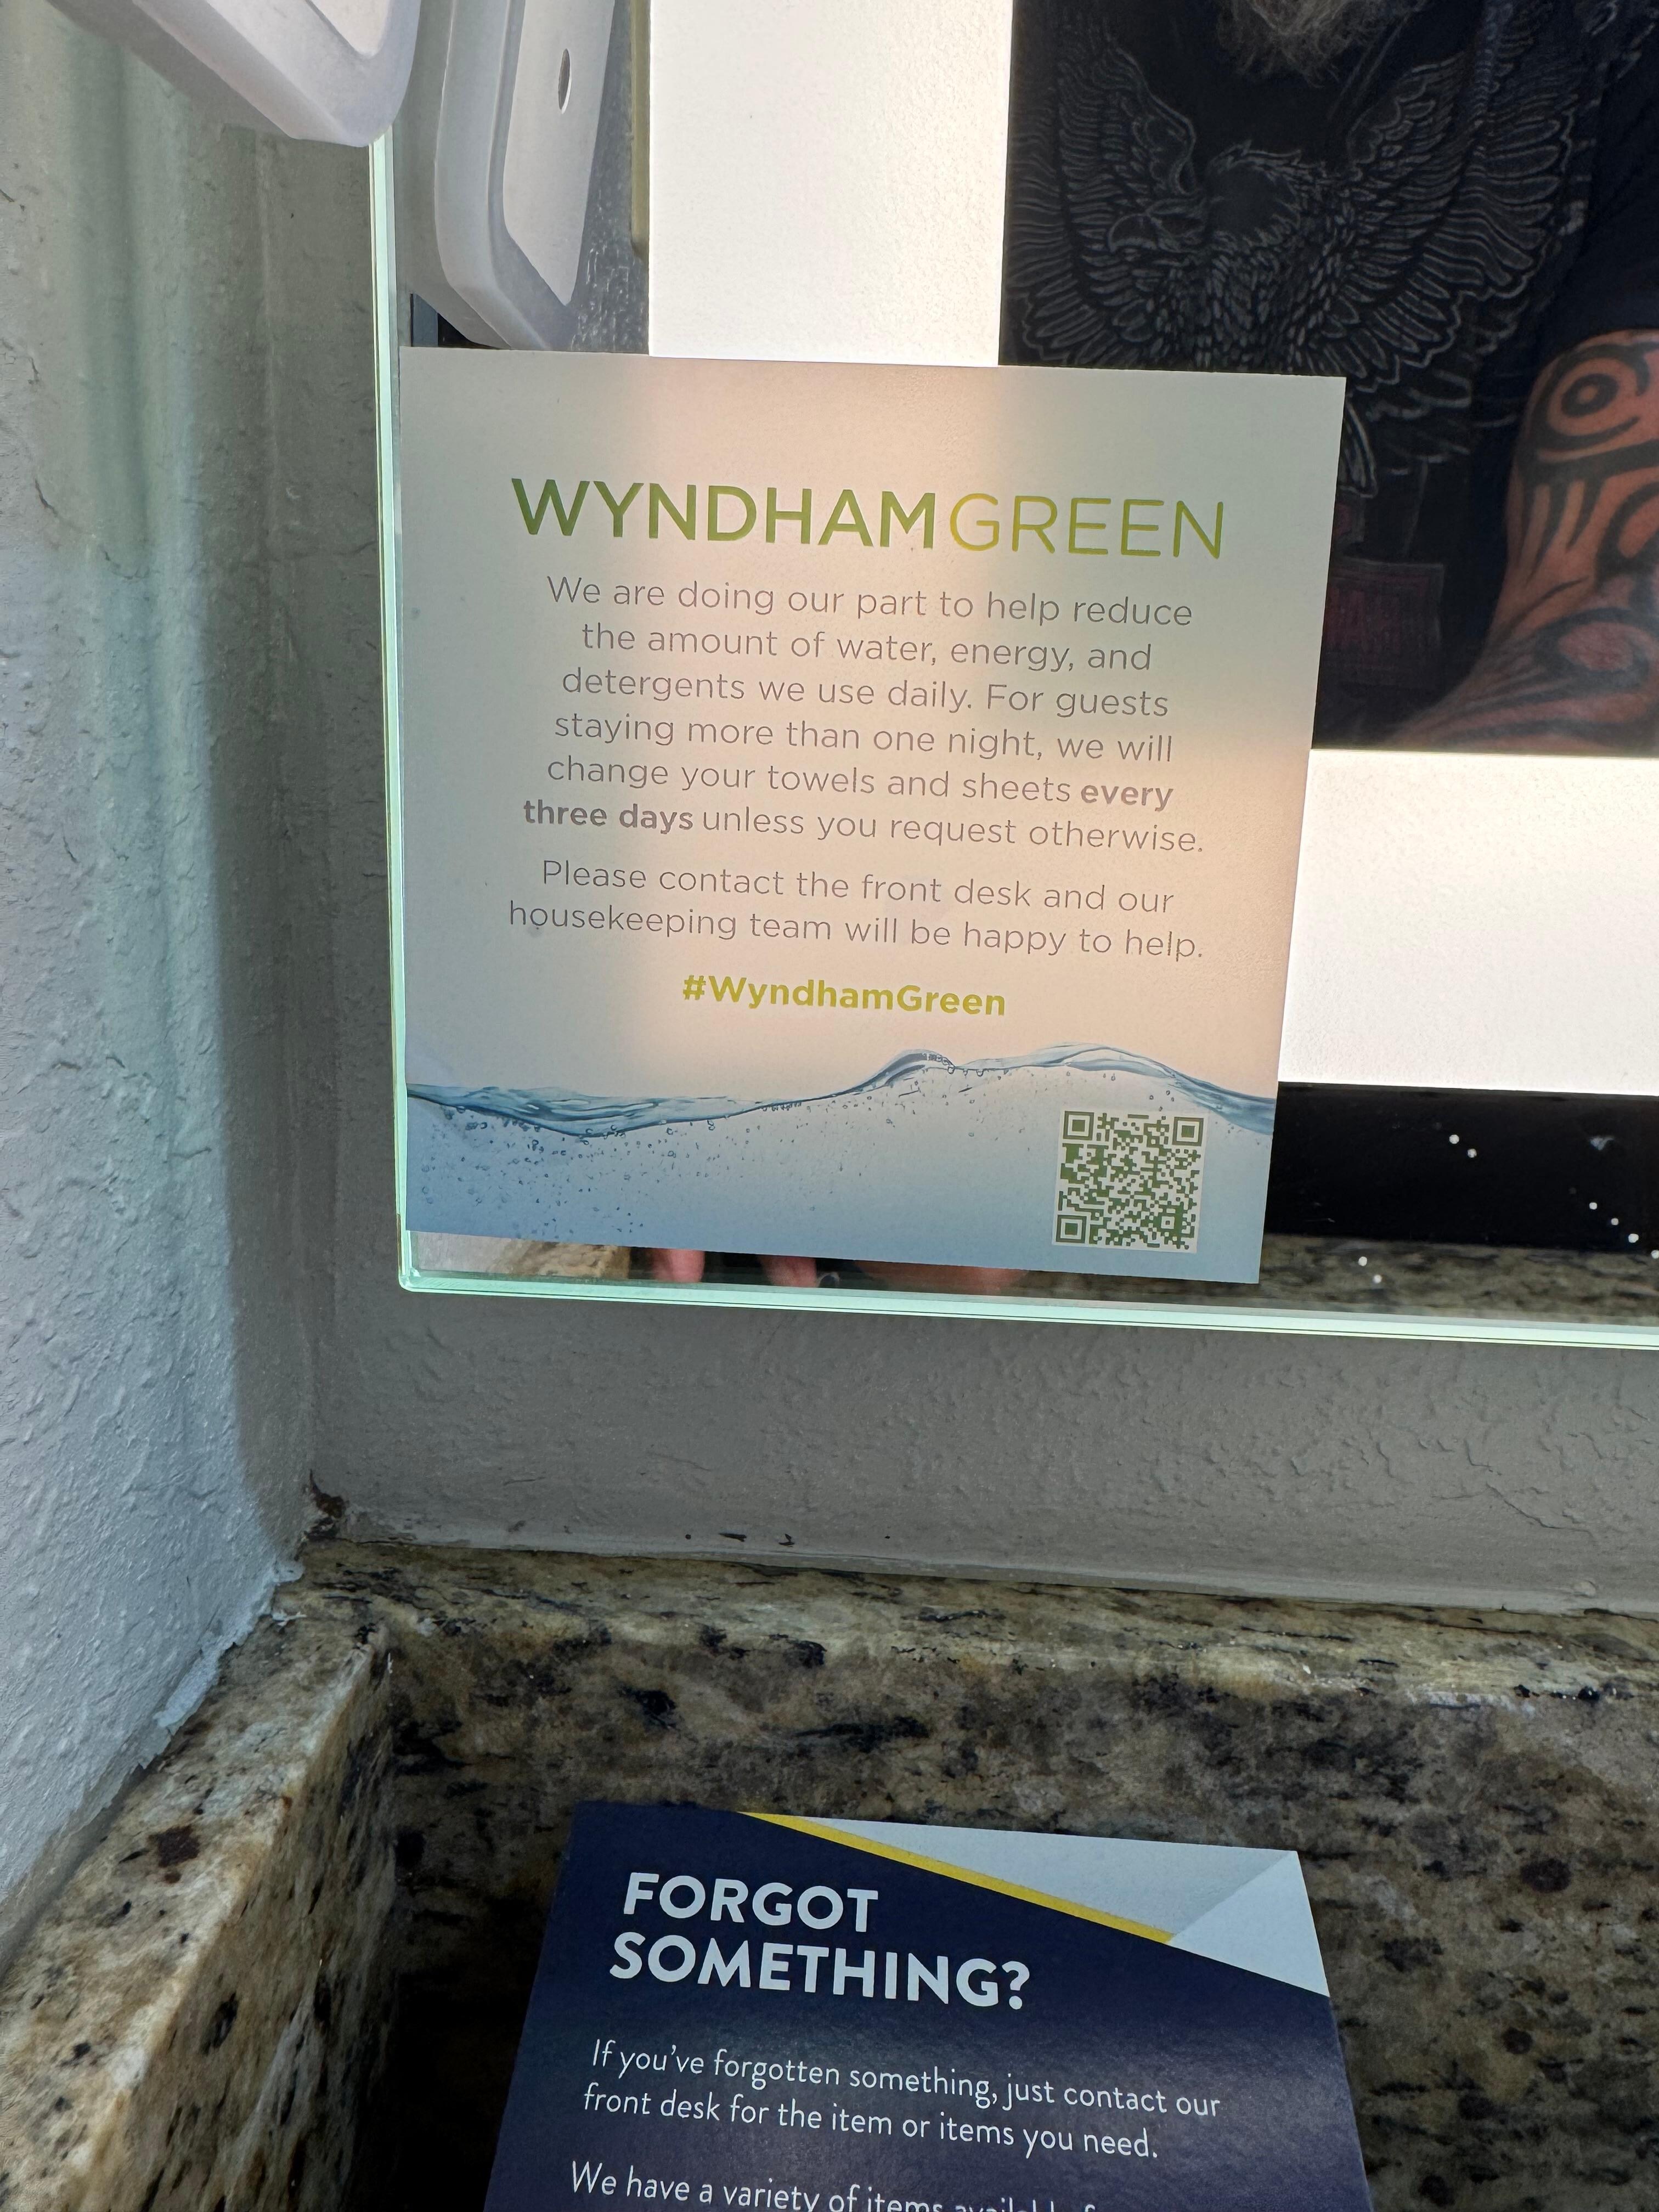 WYNDHAM GREEN
We are doing our part to help reduce
the amount of water, energy, and
detergents we use daily. For guests
staying more than one night, we will
change your towels and sheets every
three days unless you request otherwise.
Please contact the front desk and our
housekeeping team will be happy to help.
#WyndhamGreen
FORGOT
SOMETHING?
If you've forgotten something, just contact our
front desk for the item or items you need.
We have a variety of items